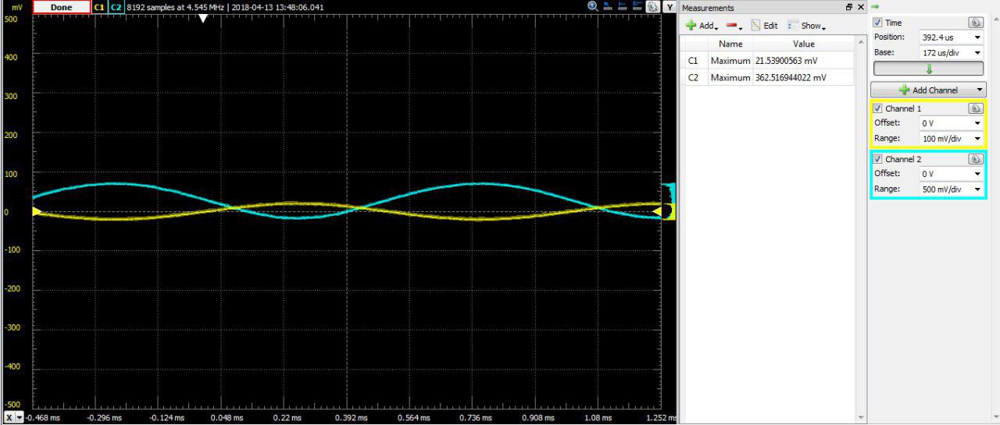 mV Done C1 C2 8192 samples at 4.545 MHz | 2018-04-13 13:48:06.041 Y
500
400
300
200
100
0
-100
-200
-300
-400
-500
X -0.468 ms -0.296 ms -0.124 ms 0.048 ms 0.22 ms 0.392 ms 0.564 ms 0.736 ms 0.908 ms 1.08 ms 1.252 ms
Measurements
Add Edit Show
Name Value
C1 Maximum 21.53900563 mV
C2 Maximum 362.516944022 mV
Time
Position: 392.4 us
Base: 172 us/div
Add Channel
Channel 1
Offset: 0 V
Range: 100 mV/div
Channel 2
Offset: 0 V
Range: 500 mV/div